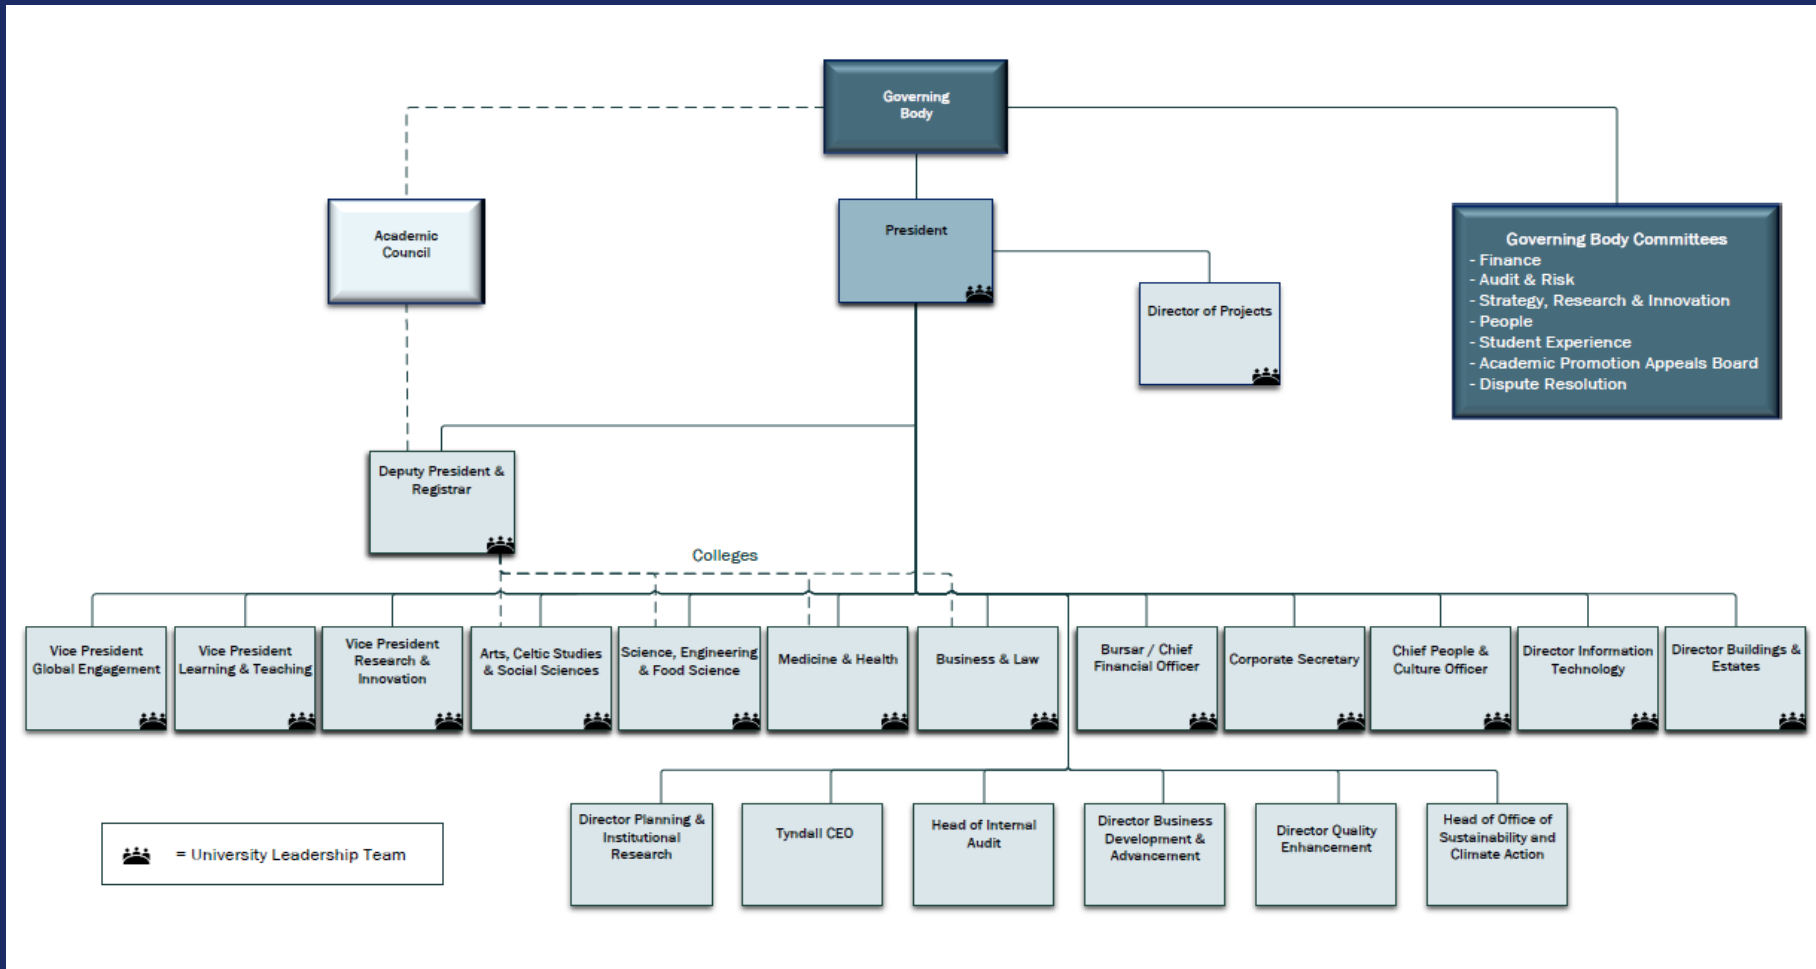 Governing
Body
Academic
Council
President
Director of Projects
Governing Body Committees
- Finance
- Audit & Risk
- Strategy, Research & Innovation
- People
- Student Experience
- Academic Promotion Appeals Board
- Dispute Resolution
Deputy President &
Registrar
Colleges
Vice President
Global Engagement
Vice President
Learning & Teaching
Vice President
Research &
Innovation
Arts, Celtic Studies
& Social Sciences
Science, Engineering
& Food Science
Medicine & Health
Business & Law
Bursar / Chief
Financial Officer
Corporate Secretary
Chief People &
Culture Officer
Director Information
Technology
Director Buildings &
Estates
Director Planning &
Institutional
Research
Tyndall CEO
Head of Internal
Audit
Director Business
Development &
Advancement
Director Quality
Enhancement
Head of Office of
Sustainability and
Climate Action
= University Leadership Team